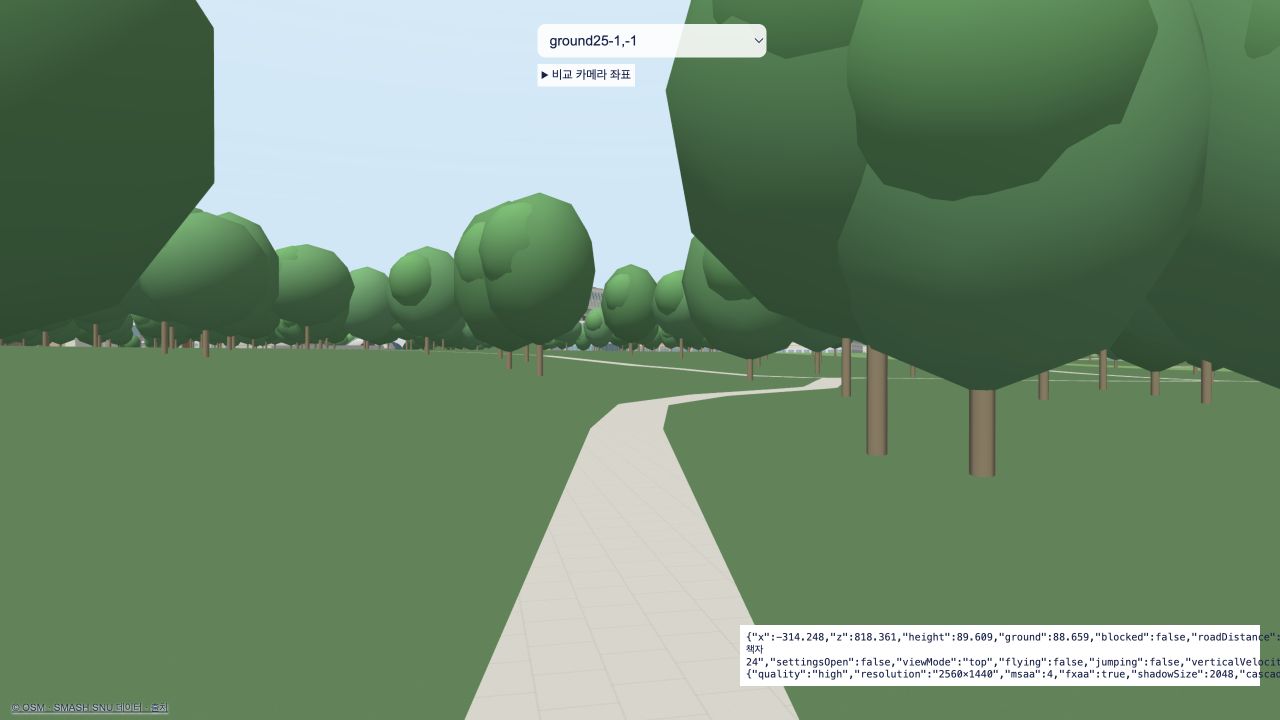 ground25-1,-1
▶ 비교 카메라 좌표
{"x":-314.248,"z":818.361,"height":89.609,"ground":88.659,"blocked":false,"roadDistance":
책자
24","settingsOpen":false,"viewMode":"top","flying":false,"jumping":false,"verticalVelocit
{"quality":"high","resolution":"2560×1440","msaa":4,"fxaa":true,"shadowSize":2048,"cascad
© OSM · SMASH SNU 데이터 · 출처